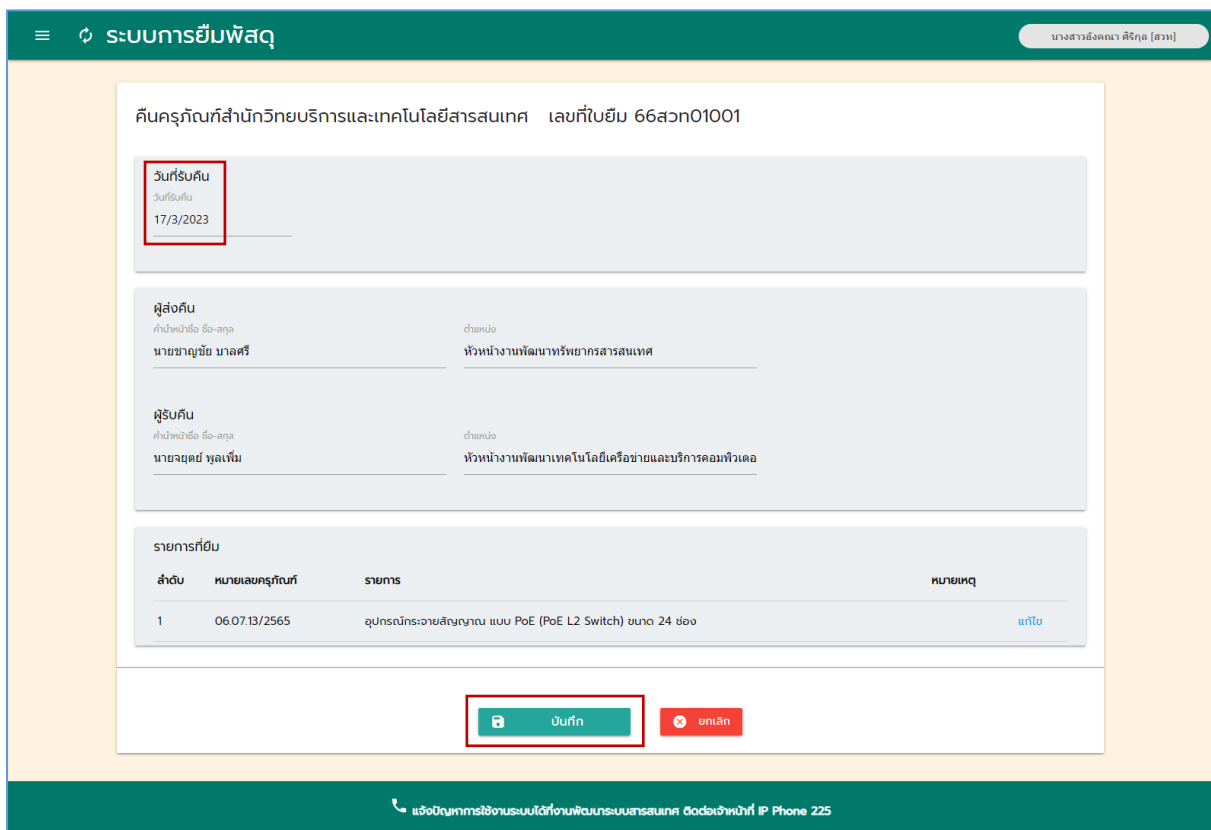 ระบบการยืมพัสดุ
นางสาวอังคณา ศิริกุล [สวท]
คืนครุภัณฑ์สำนักวิทยบริการและเทคโนโลยีสารสนเทศ เลขที่ใบยืม 66สวท01001
วันที่รับคืน
วันที่รับคืน
17/3/2023
ผู้ส่งคืน
คำนำหน้าชื่อ ชื่อ-สกุล ตำแหน่ง
นายชาญชัย บาลศรี หัวหน้างานพัฒนาทรัพยากรสารสนเทศ
ผู้รับคืน
คำนำหน้าชื่อ ชื่อ-สกุล ตำแหน่ง
นายจยุตย์ พูลเพิ่ม หัวหน้างานพัฒนาเทคโนโลยีเครือข่ายและบริการคอมพิวเตอ
รายการที่ยืม
ลำดับ หมายเลขครุภัณฑ์ รายการ หมายเหตุ
1 06.07.13/2565 อุปกรณ์กระจายสัญญาณ แบบ PoE (PoE L2 Switch) ขนาด 24 ช่อง แก้ไข
บันทึก ยกเลิก
แจ้งปัญหาการใช้งานระบบได้ที่งานพัฒนาระบบสารสนเทศ ติดต่อเจ้าหน้าที่ IP Phone 225